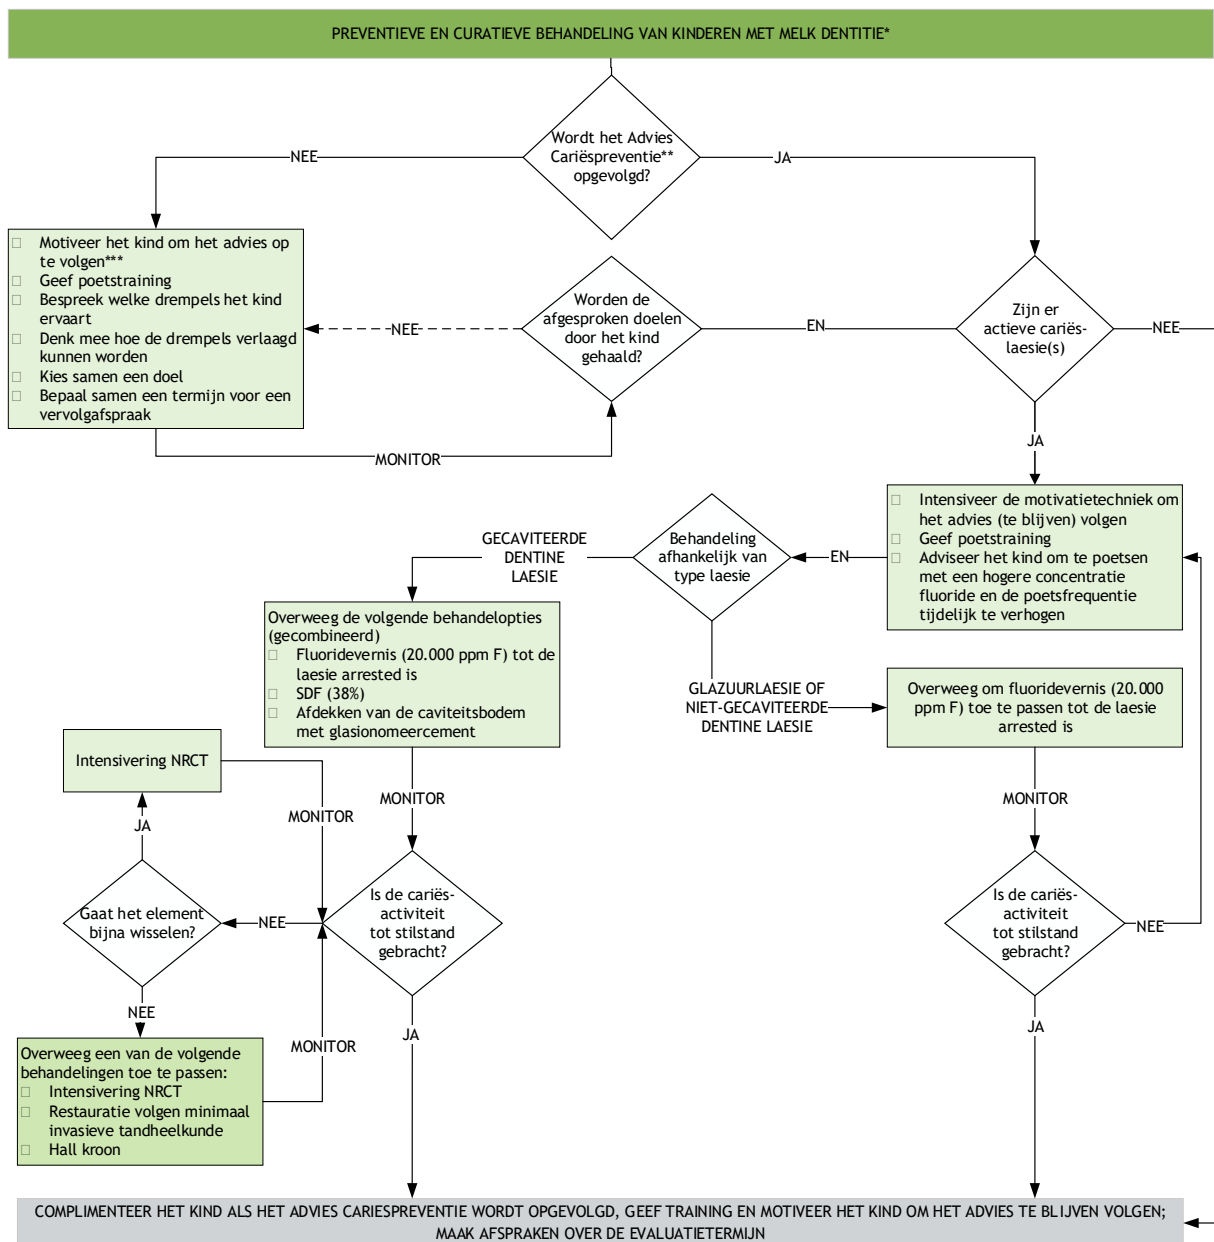 PREVENTIEVE EN CURATIEVE BEHANDELING VAN KINDEREN MET MELK DENTITIE*
Wordt het Advies
Cariëspreventie**
opgevolgd?
NEE
JA
Motiveer het kind om het advies op
te volgen***
Geef poetstraining
Bespreek welke drempels het kind
ervaart
Denk mee hoe de drempels verlaagd
kunnen worden
Kies samen een doel
Bepaal samen een termijn voor een
vervolgafspraak
Worden de
afgesproken doelen
door het kind
gehaald?
NEE
EN
Zijn er
actieve cariës-
laesie(s)
NEE
MONITOR
JA
Intensiveer de motivatietechniek om
het advies (te blijven) volgen
Geef poetstraining
Adviseer het kind om te poetsen
met een hogere concentratie
fluoride en de poetsfrequentie
tijdelijk te verhogen
EN
Behandeling
afhankelijk van
type laesie
GECAVITEERDE
DENTINE
LAESIE
Overweeg de volgende behandelopties
(gecombineerd)
Fluoridevernis (20.000 ppm F) tot de
laesie arrested is
SDF (38%)
Afdekken van de caviteitsbodem
met glasionomeercement
GLAZUURLAESIE OF
NIET-GECAVITEERDE
DENTINE LAESIE
Overweeg om fluoridevernis (20.000
ppm F) toe te passen tot de laesie
arrested is
Intensivering NRCT
MONITOR
MONITOR
MONITOR
JA
Gaat het element
bijna wisselen?
NEE
Is de cariës-
activiteit
tot stilstand
gebracht?
Is de cariës-
activiteit
tot stilstand
gebracht?
NEE
NEE
JA
MONITOR
JA
Overweeg een van de volgende
behandelingen toe te passen:
Intensivering NRCT
Restauratie volgen minimaal
invasieve tandheelkunde
Hall kroon
COMPLIMENTEER HET KIND ALS HET ADVIES CARIESPREVENTIE WORDT OPGEVOLGD, GEEF TRAINING EN MOTIVEER HET KIND OM HET ADVIES TE BLIJVEN VOLGEN;
MAAK AFSPRAKEN OVER DE EVALUATIETERMIJN